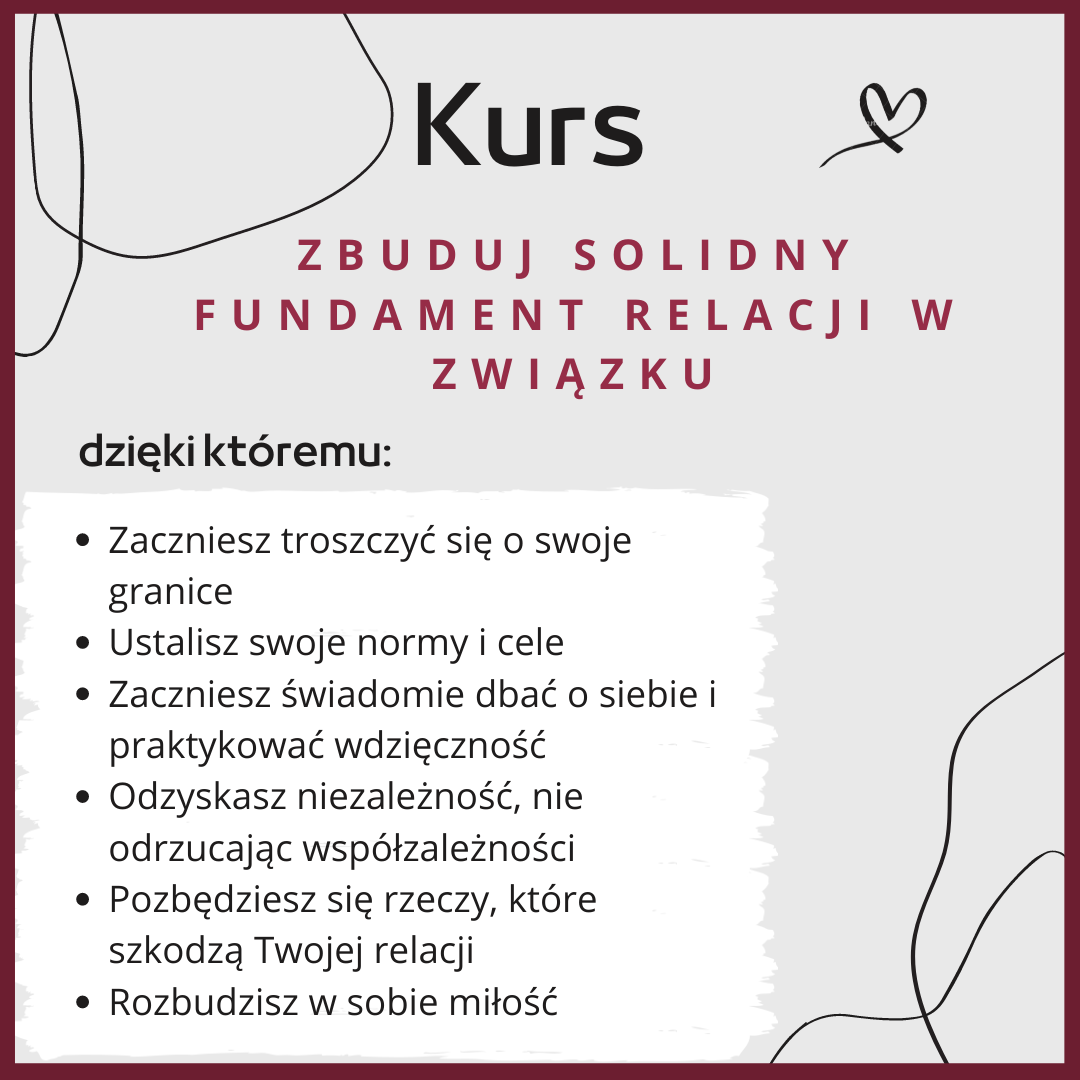 Kurs
ZBUDUJ SOLIDNY
FUNDAMENT RELACJI W
ZWIĄZKU
dzięki któremu:
• Zaczniesz troszczyć się o swoje
granice
• Ustalisz swoje normy i cele
• Zaczniesz świadomie dbać o siebie i
praktykować wdzięczność
• Odzyskasz niezależność, nie
odrzucając współzależności
• Pozbędziesz się rzeczy, które
szkodzą Twojej relacji
• Rozbudzisz w sobie miłość